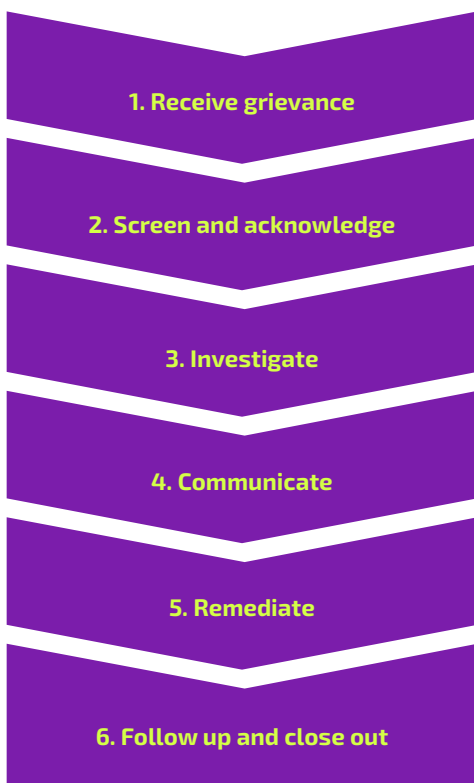 1. Receive grievance
2. Screen and acknowledge
3. Investigate
4. Communicate
5. Remediate
6. Follow up and close out